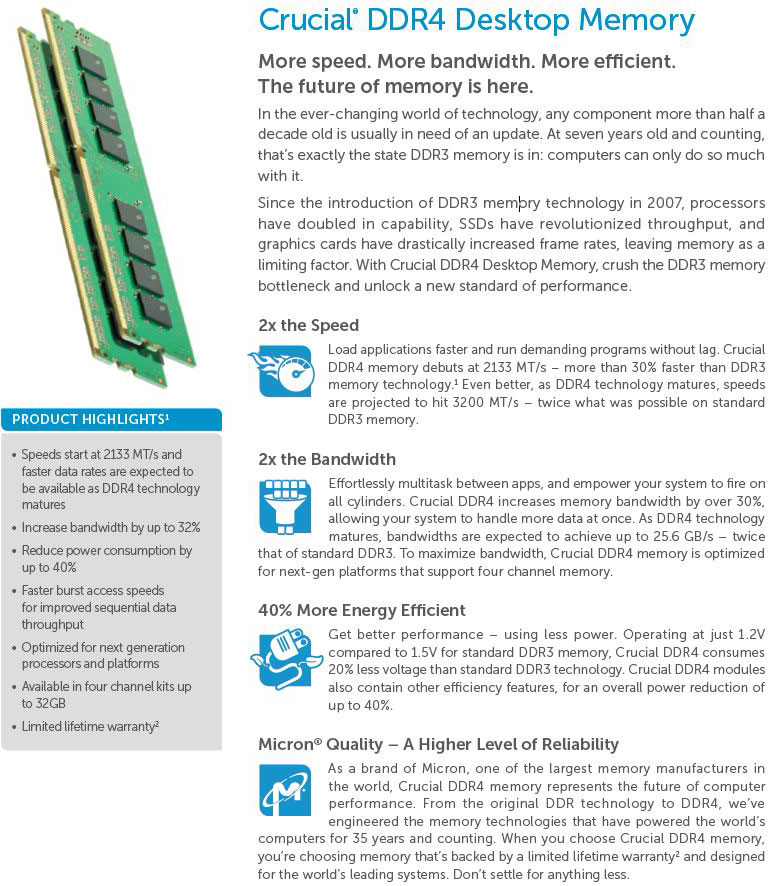 Crucial® DDR4 Desktop Memory
More speed. More bandwidth. More efficient.
The future of memory is here.
In the ever-changing world of technology, any component more than half a
decade old is usually in need of an update. At seven years old and counting,
that's exactly the state DDR3 memory is in: computers can only do so much
with it.
Since the introduction of DDR3 memory technology in 2007, processors
have doubled in capability, SSDs have revolutionized throughput, and
graphics cards have drastically increased frame rates, leaving memory as a
limiting factor. With Crucial DDR4 Desktop Memory, crush the DDR3 memory
bottleneck and unlock a new standard of performance.
2x the Speed
Load applications faster and run demanding programs without lag. Crucial
DDR4 memory debuts at 2133 MT/s – more than 30% faster than DDR3
memory technology.¹ Even better, as DDR4 technology matures, speeds
are projected to hit 3200 MT/s – twice what was possible on standard
DDR3 memory.
2x the Bandwidth
Effortlessly multitask between apps, and empower your system to fire on
all cylinders. Crucial DDR4 increases memory bandwidth by over 30%,
allowing your system to handle more data at once. As DDR4 technology
matures, bandwidths are expected to achieve up to 25.6 GB/s – twice
that of standard DDR3. To maximize bandwidth, Crucial DDR4 memory is optimized
for next-gen platforms that support four channel memory.
40% More Energy Efficient
Get better performance – using less power. Operating at just 1.2V
compared to 1.5V for standard DDR3 memory, Crucial DDR4 consumes
20% less voltage than standard DDR3 technology. Crucial DDR4 modules
also contain other efficiency features, for an overall power reduction of
up to 40%.
Micron® Quality – A Higher Level of Reliability
As a brand of Micron, one of the largest memory manufacturers in
the world, Crucial DDR4 memory represents the future of computer
performance. From the original DDR technology to DDR4, we've
engineered the memory technologies that have powered the world's
computers for 35 years and counting. When you choose Crucial DDR4 memory,
you're choosing memory that's backed by a limited lifetime warranty² and designed
for the world's leading systems. Don't settle for anything less.
PRODUCT HIGHLIGHTS¹
• Speeds start at 2133 MT/s and
faster data rates are expected to
be available as DDR4 technology
matures
• Increase bandwidth by up to 32%
• Reduce power consumption by
up to 40%
• Faster burst access speeds
for improved sequential data
throughput
• Optimized for next generation
processors and platforms
• Available in four channel kits up
to 32GB
• Limited lifetime warranty²